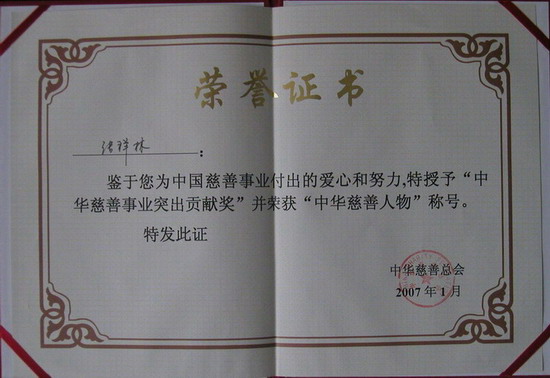 荣誉证书
祥林:
鉴于您为中国慈善事业付出的爱心和努力,特授予“中
华慈善事业突出贡献奖”并荣获“中华慈善人物”称号。
特发此证
中华慈善总会
2007年1月